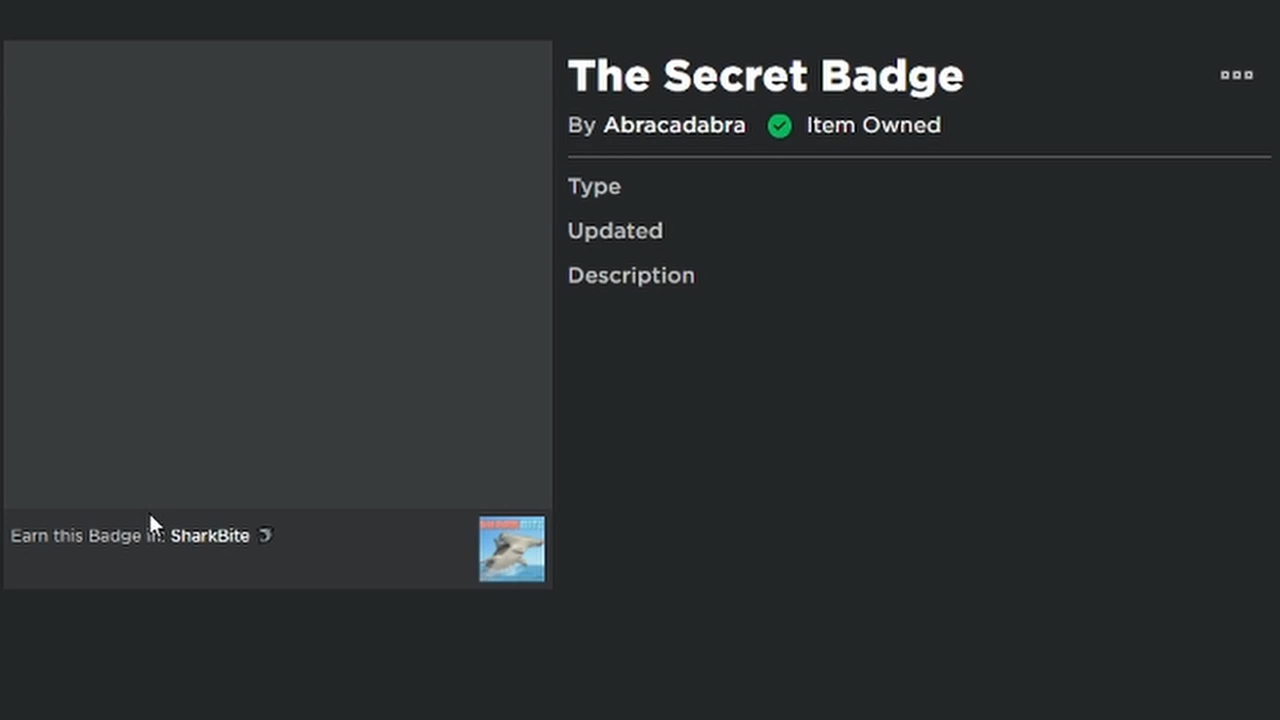 The Secret Badge
By Abracadabra Item Owned
Type
Updated
Description
Earn this Badge in: SharkBite